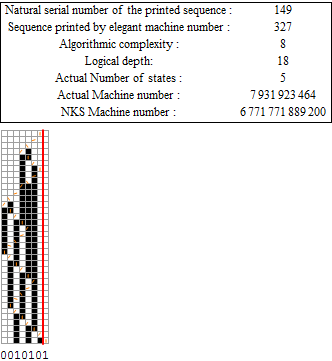 Natural serial number of the printed sequence : 149
Sequence printed by elegant machine number : 327
Algorithmic complexity : 8
Logical depth: 18
Actual Number of states : 5
Actual Machine number : 7 931 923 464
NKS Machine number : 6 771 771 889 200
0010101